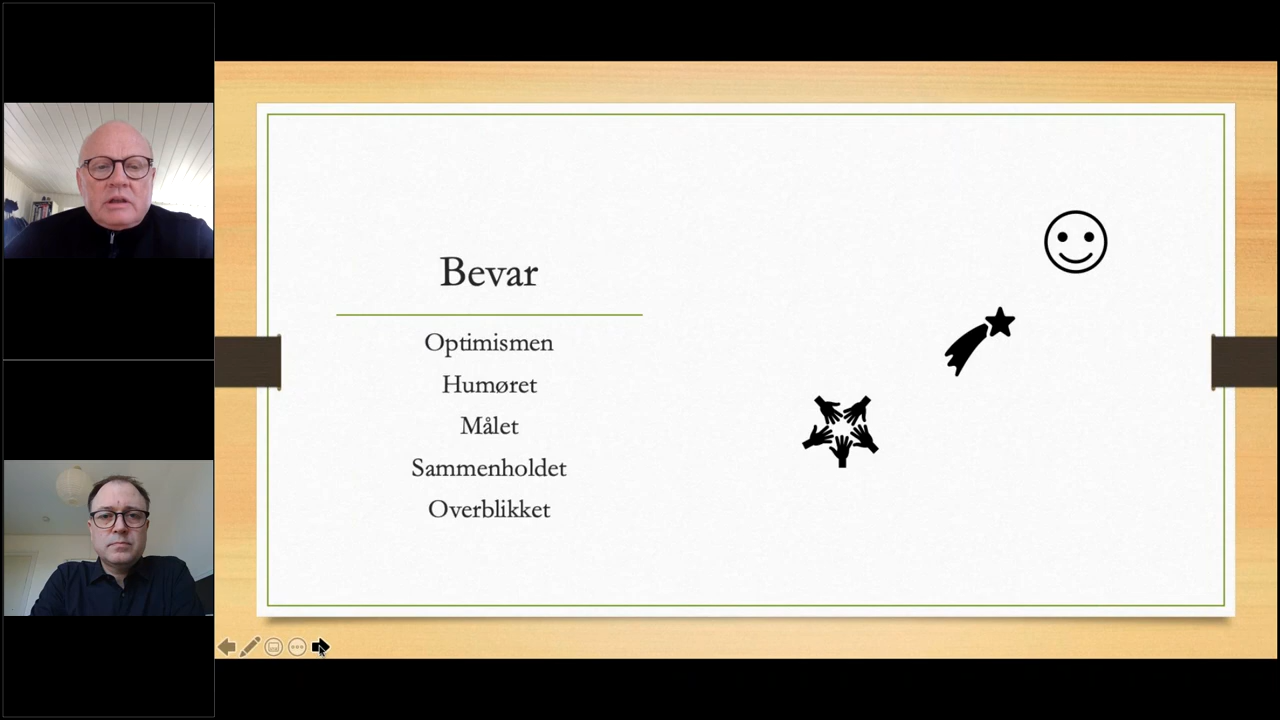 Bevar
Optimismen
Humøret
Målet
Sammenholdet
Overblikket